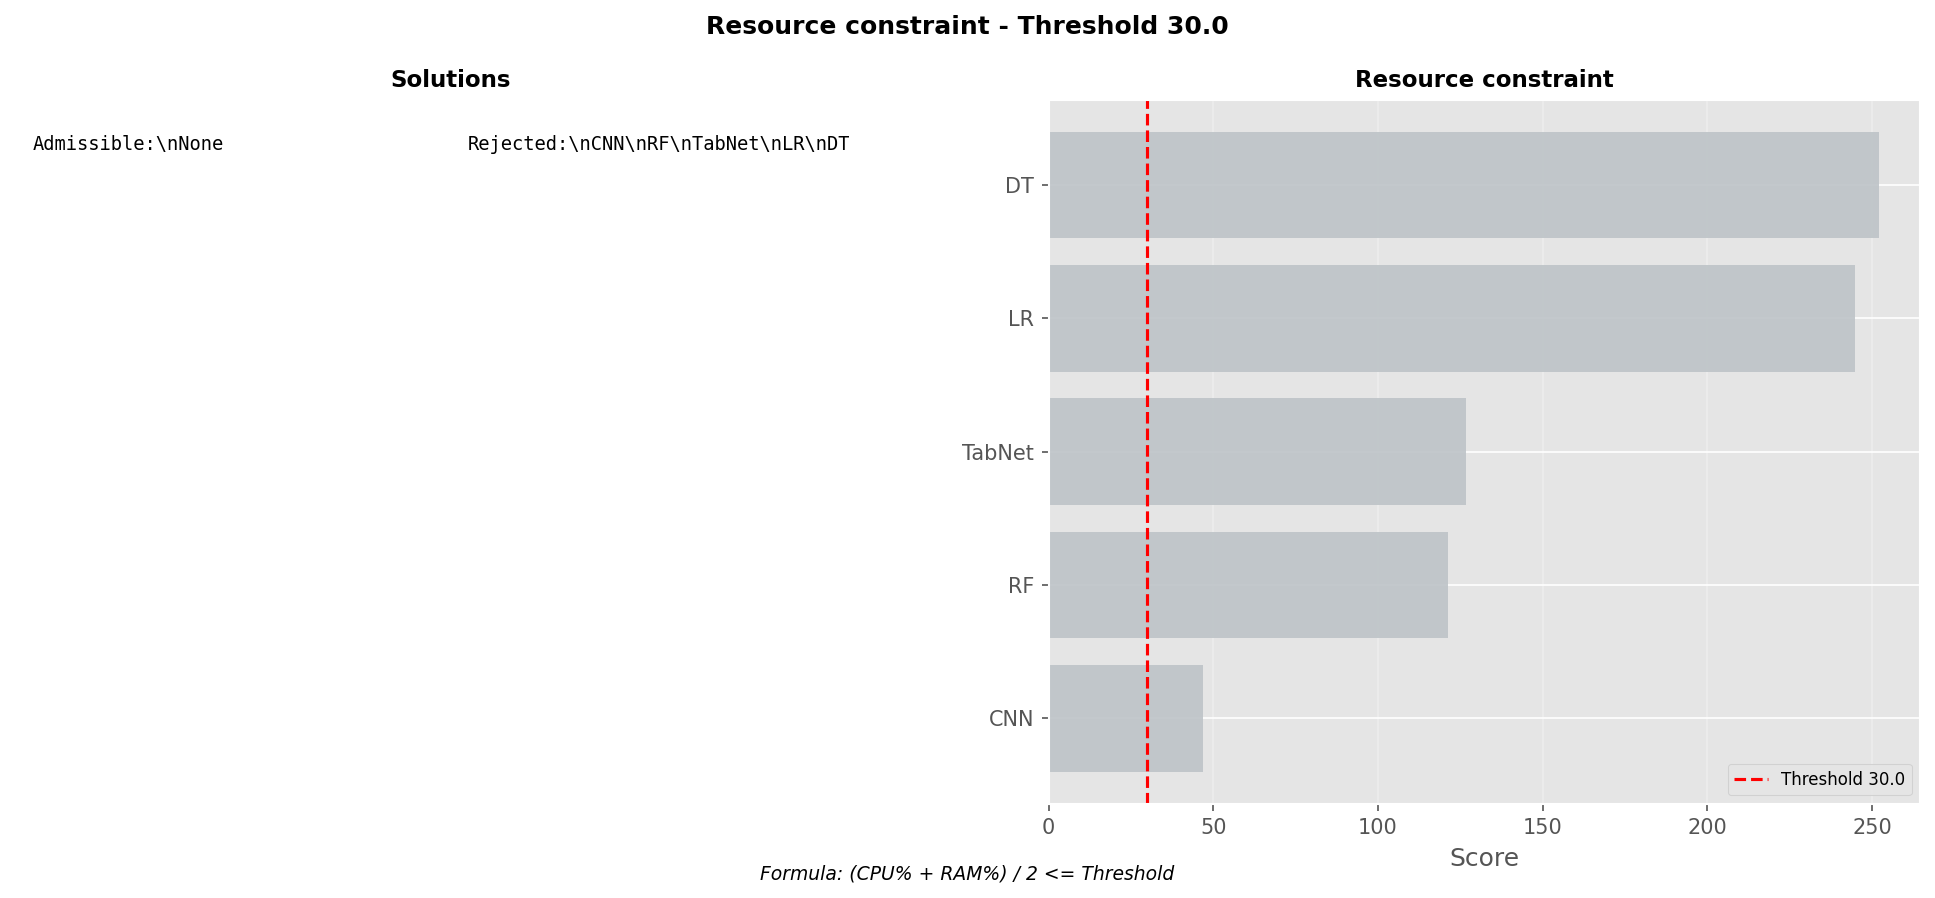 Resource constraint - Threshold 30.0
Solutions
Admissible:\nNone
Rejected:\nCNN\nRF\nTabNet\nLR\nDT
Resource constraint
DT
LR
TabNet
RF
CNN
Threshold 30.0
0 50 100 150 200 250
Score
Formula: (CPU% + RAM%) / 2 <= Threshold